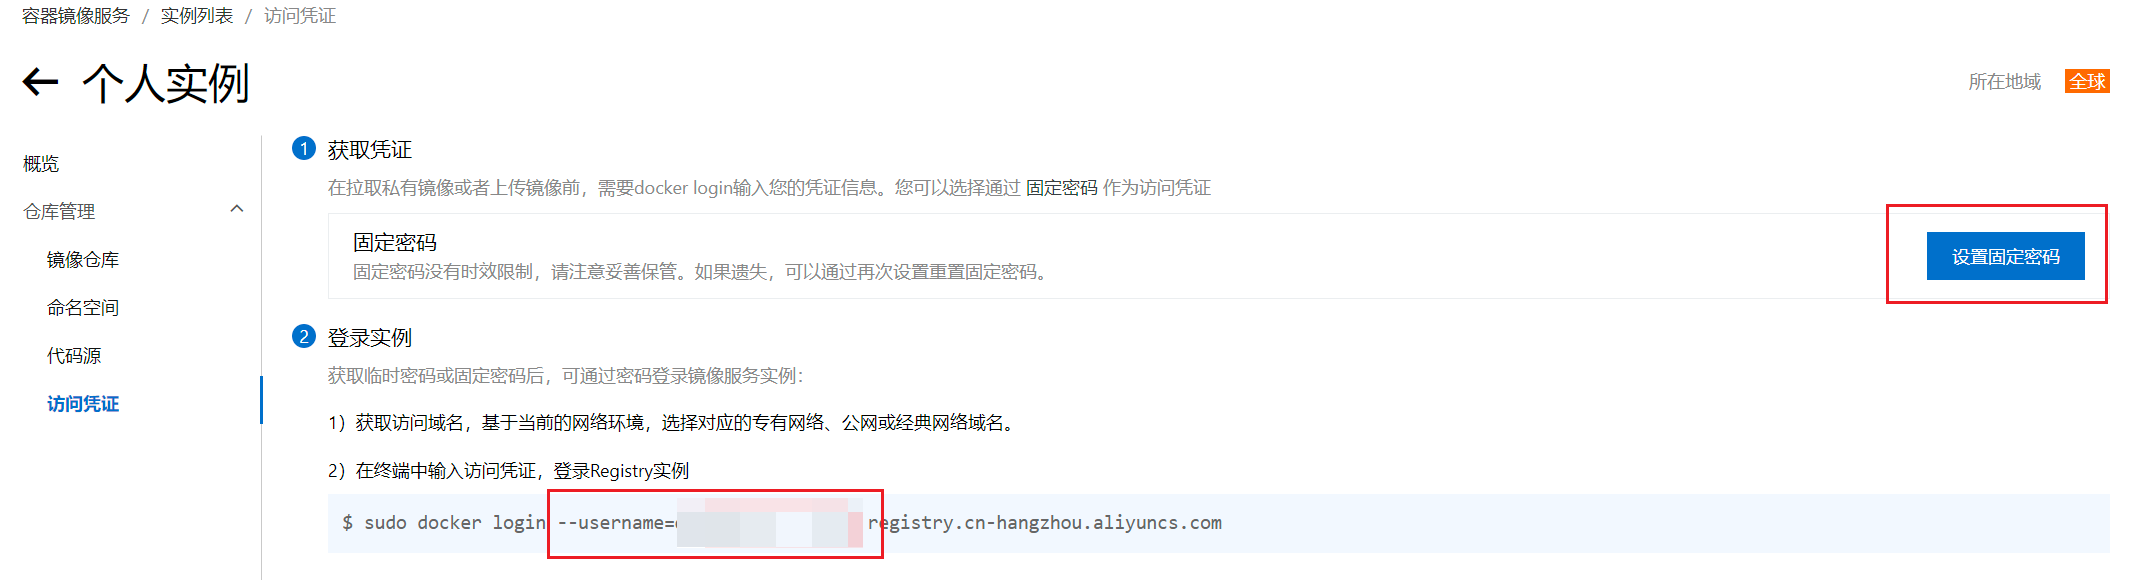 容器镜像服务 / 实例列表 / 访问凭证
个人实例
所在地域 全球
概览
仓库管理
镜像仓库
命名空间
代码源
访问凭证
1 获取凭证
在拉取私有镜像或者上传镜像前，需要docker login输入您的凭证信息。您可以选择通过 固定密码 作为访问凭证
固定密码
固定密码没有时效限制，请注意妥善保管。如果遗失，可以通过再次设置重置固定密码。
设置固定密码
2 登录实例
获取临时密码或固定密码后，可通过密码登录镜像服务实例：
1）获取访问域名，基于当前的网络环境，选择对应的专有网络、公网或经典网络域名。
2）在终端中输入访问凭证，登录Registry实例
$ sudo docker login --username= registry.cn-hangzhou.aliyuncs.com